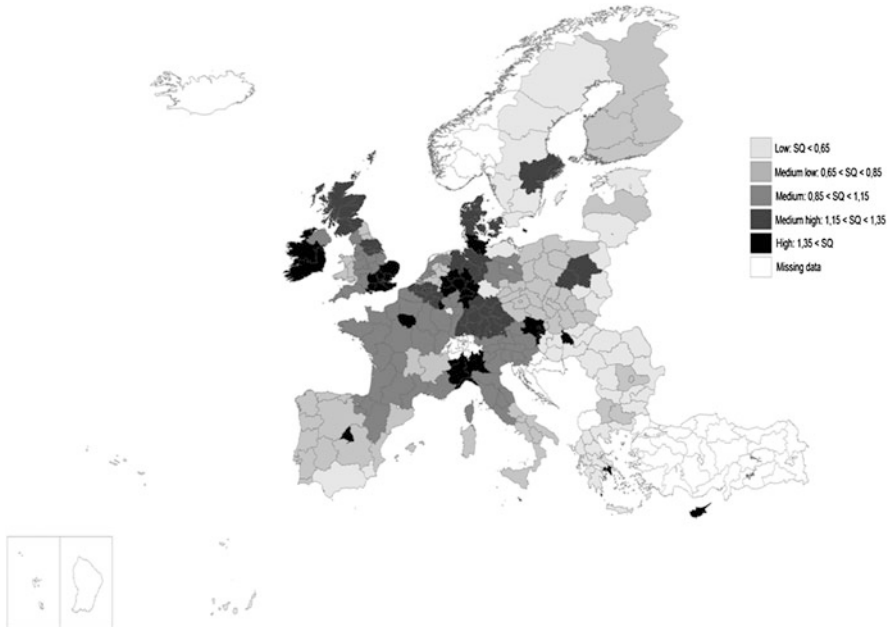 Low: SQ < 0,65
Medium low: 0,65 < SQ < 0,85
Medium: 0,85 < SQ < 1,15
Medium high: 1,15 < SQ < 1,35
High: 1,35 < SQ
Missing data